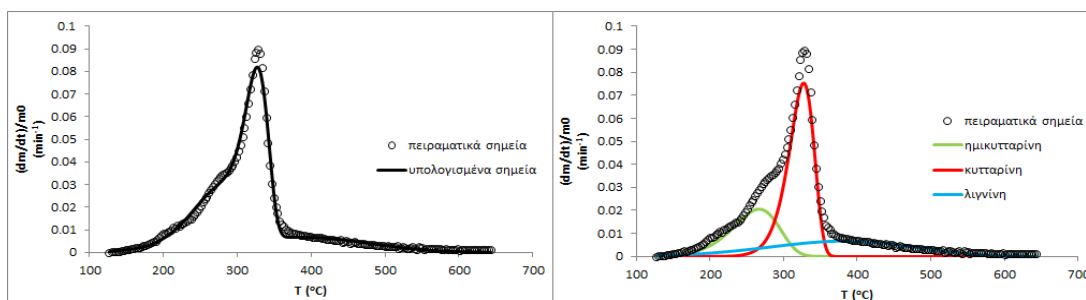 0.1
0.09
0.08
0.07
0.06
0.05
0.04
0.03
0.02
0.01
0
(dm/dt)/m0
(min-1)
100 200 300 400 500 600 700
T (°C)
πειραματικά σημεία
υπολογισμένα σημεία
0.1
0.09
0.08
0.07
0.06
0.05
0.04
0.03
0.02
0.01
0
(dm/dt)/m0
(min-1)
100 200 300 400 500 600 700
T (°C)
πειραματικά σημεία
ημικυτταρίνη
κυτταρίνη
λιγνίνη